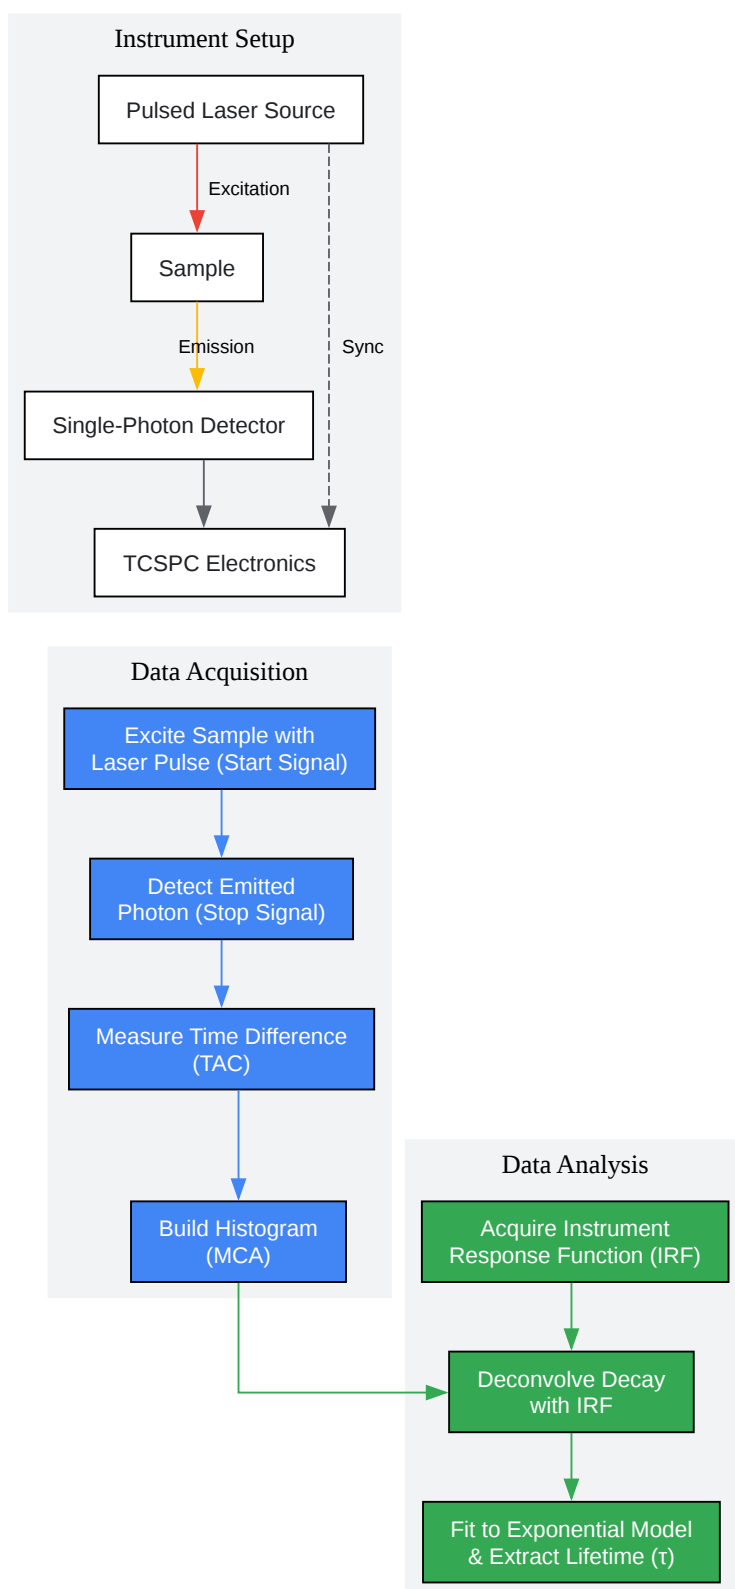 Instrument Setup
Pulsed Laser Source
Excitation
Sample
Emission
Sync
Single-Photon Detector
TCSPC Electronics
Data Acquisition
Excite Sample with
Laser Pulse (Start Signal)
Detect Emitted
Photon (Stop Signal)
Measure Time Difference
(TAC)
Build Histogram
(MCA)
Data Analysis
Acquire Instrument
Response Function (IRF)
Deconvolve Decay
with IRF
Fit to Exponential Model
& Extract Lifetime (τ)